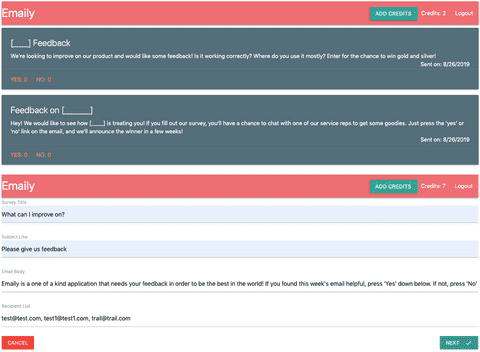 Emaily ADD CREDITS Credits: 2 Logout
[____] Feedback
We're looking to improve on our product and would like some feedback! Is it working correctly? Where do you use it mostly? Enter for the chance to win gold and silver!
Sent on: 8/26/2019
YES: 0 NO: 0
Feedback on [______]
Hey! We would like to see how [____] is treating you! If you fill out our survey, you'll have a chance to chat with one of our service reps to get some goodies. Just press the 'yes' or
'no' link on the email, and we'll announce the winner in a few weeks!
Sent on: 8/26/2019
YES: 0 NO: 0
Emaily ADD CREDITS Credits: 7 Logout
Survey Title
What can I improve on?
Subject Line
Please give us feedback
Email Body
Emaily is a one of a kind application that needs your feedback in order to be the best in the world! If you found this week's email helpful, press 'Yes' down below. If not, press 'No'
Recipient List
test@test.com, test1@test1.com, trail@trail.com
CANCEL NEXT